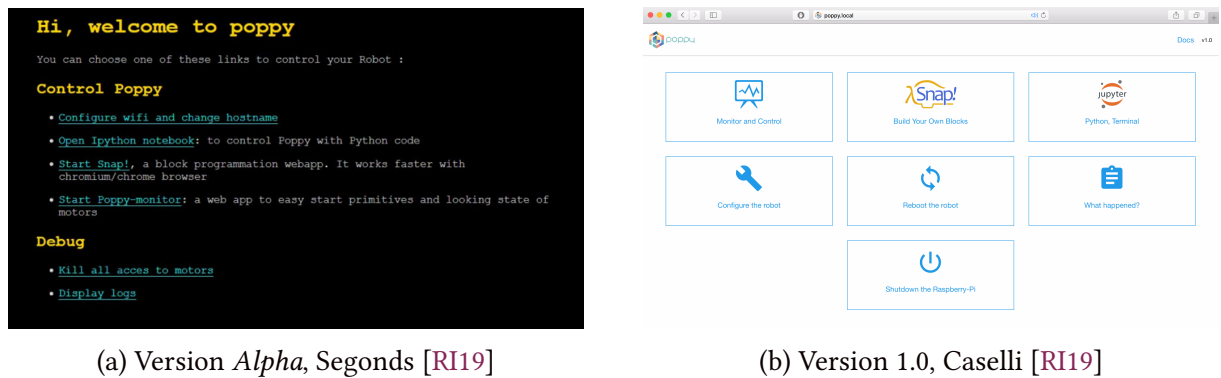 Hi, welcome to poppy
You can choose one of these links to control your Robot :
Control Poppy
• Configure wifi and change hostname
• Open Ipython notebook: to control Poppy with Python code
• Start Snap!, a block programmation webapp. It works faster with
chromium/chrome browser
• Start Poppy-monitor: a web app to easy start primitives and looking state of
motors
Debug
• Kill all acces to motors
• Display logs
(a) Version Alpha, Segonds [RI19]
poppy.local
poppy
Docs v1.0
Monitor and Control
λSnap!
Build Your Own Blocks
jupyter
Python, Terminal
Configure the robot
Reboot the robot
What happened?
Shutdown the Raspberry-Pi
(b) Version 1.0, Caselli [RI19]